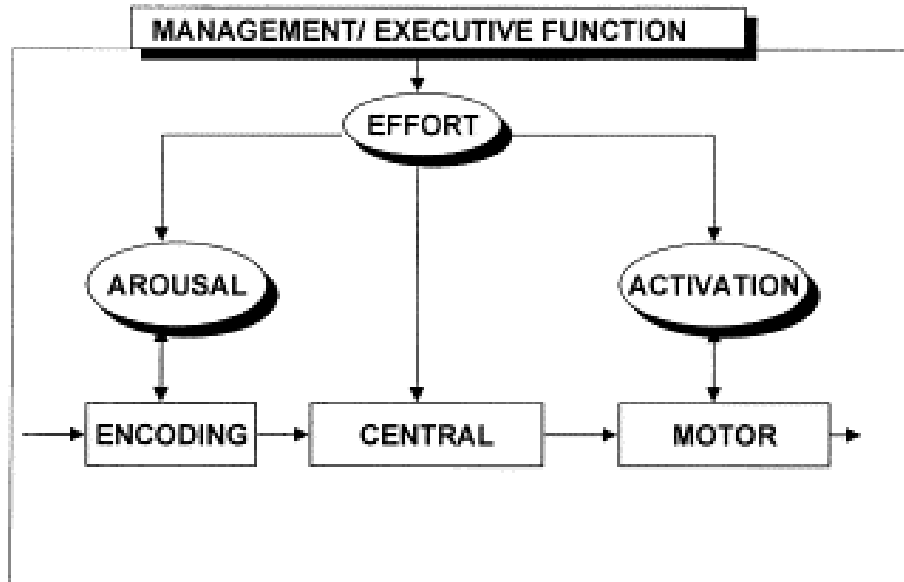 MANAGEMENT/ EXECUTIVE FUNCTION
EFFORT
AROUSAL
ACTIVATION
ENCODING
CENTRAL
MOTOR